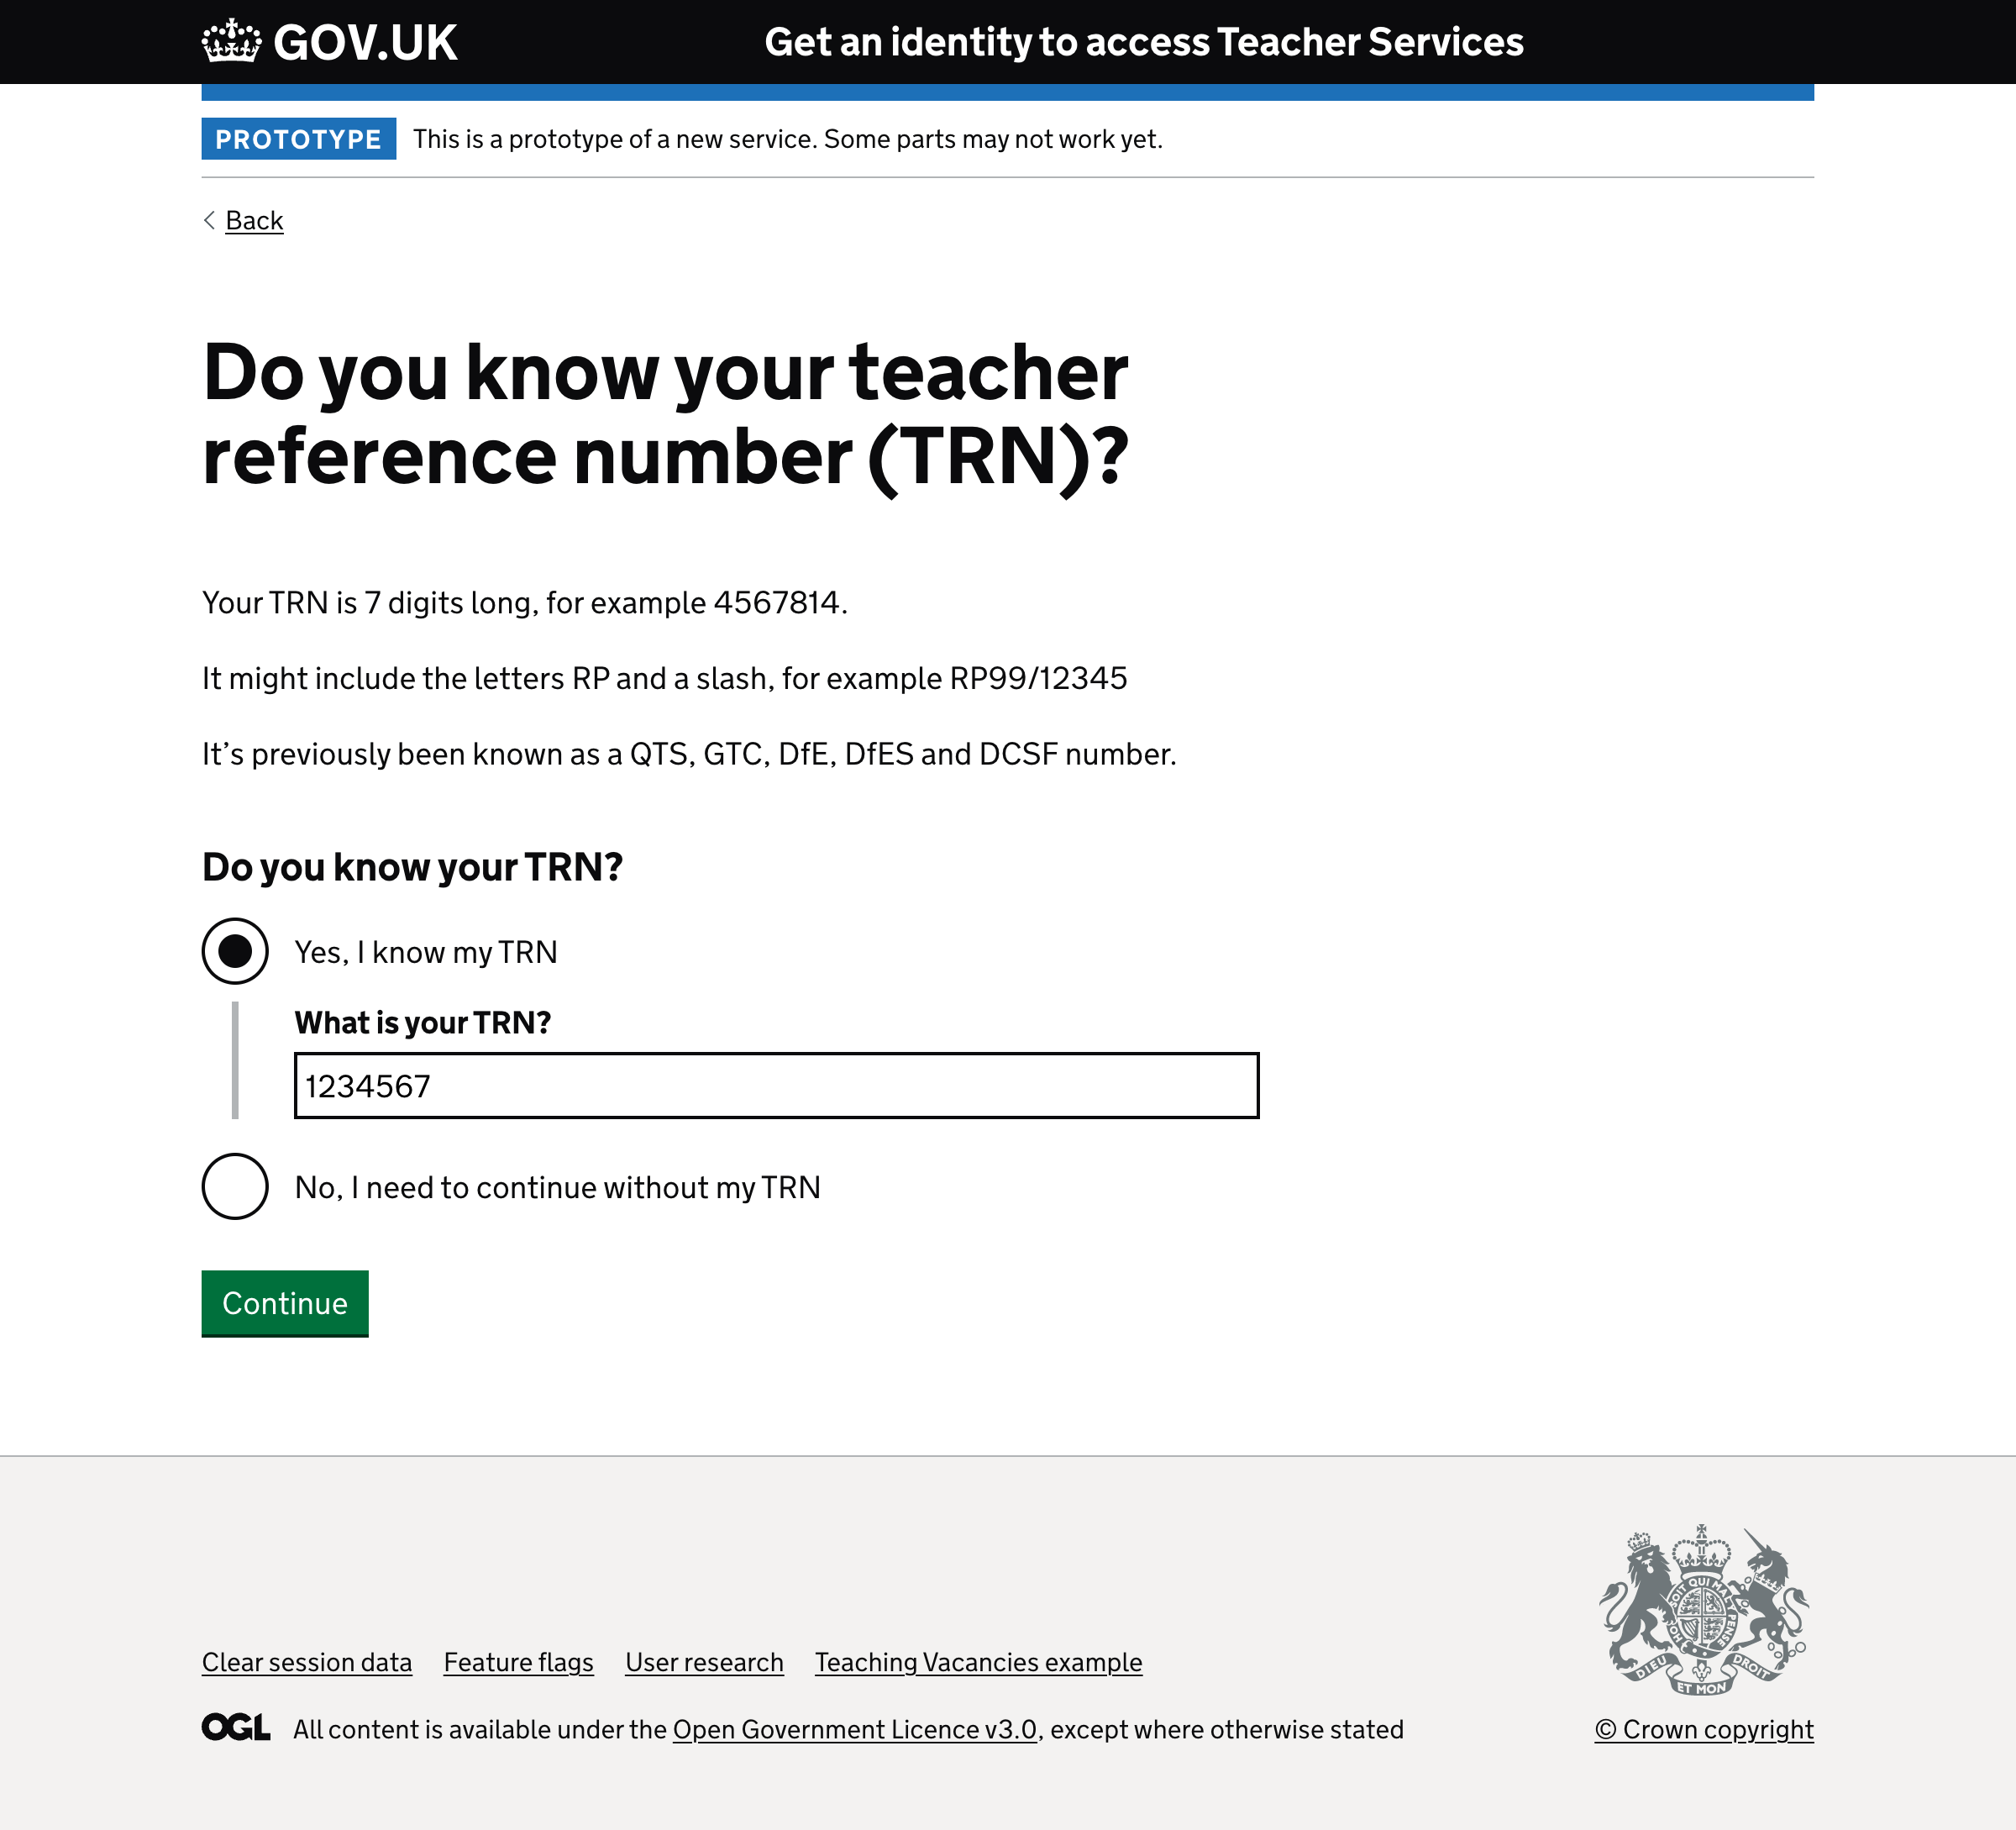 GOV.UK
Get an identity to access Teacher Services
PROTOTYPE This is a prototype of a new service. Some parts may not work yet.
Back
Do you know your teacher
reference number (TRN)?
Your TRN is 7 digits long, for example 4567814.
It might include the letters RP and a slash, for example RP99/12345
It’s previously been known as a QTS, GTC, DfE, DfES and DCSF number.
Do you know your TRN?
Yes, I know my TRN
What is your TRN?
1234567
No, I need to continue without my TRN
Continue
DIEU ET MON DROIT
Clear session data Feature flags User research Teaching Vacancies example
OGL All content is available under the Open Government Licence v3.0, except where otherwise stated
© Crown copyright